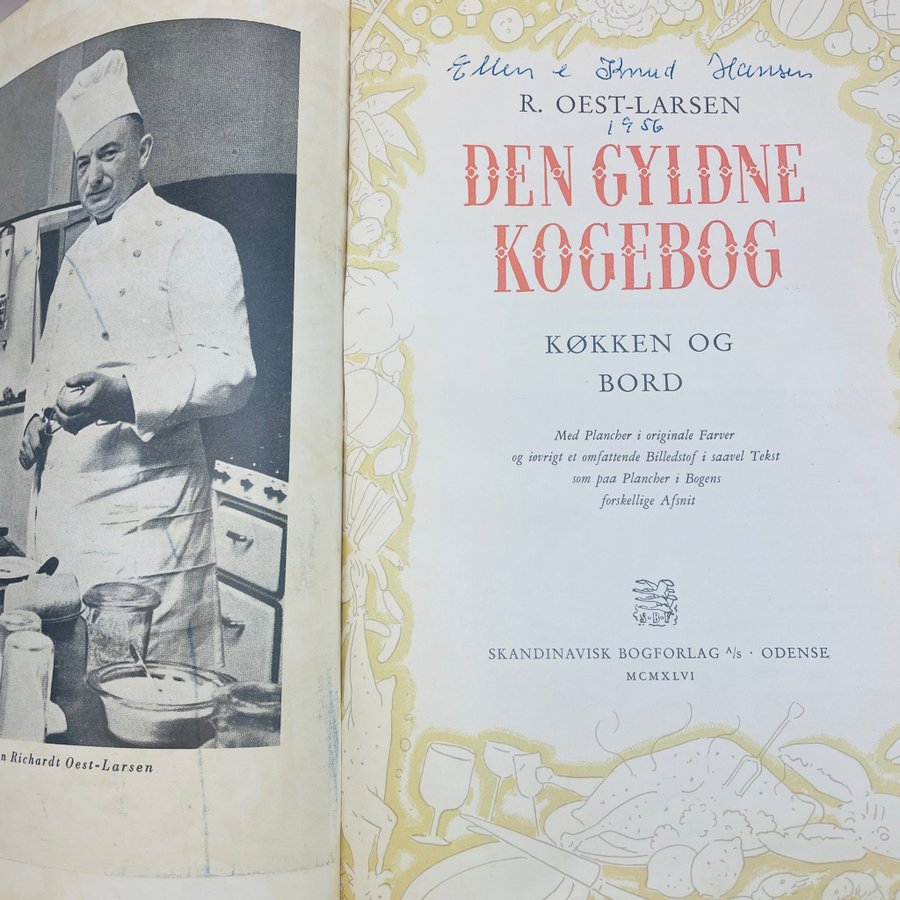 n Richardt Oest-Larsen
Ellen e Knud Hansen
R. OEST-LARSEN
1956
DEN GYLDNE
KOGEBOG
KØKKEN OG
BORD
Med Plancher i originale Farver
og iøvrigt et omfattende Billedstof i saavel Tekst
som paa Plancher i Bogens
forskellige Afsnit
S·B·F
SKANDINAVISK BOGFORLAG A/s · ODENSE
MCMXLVI